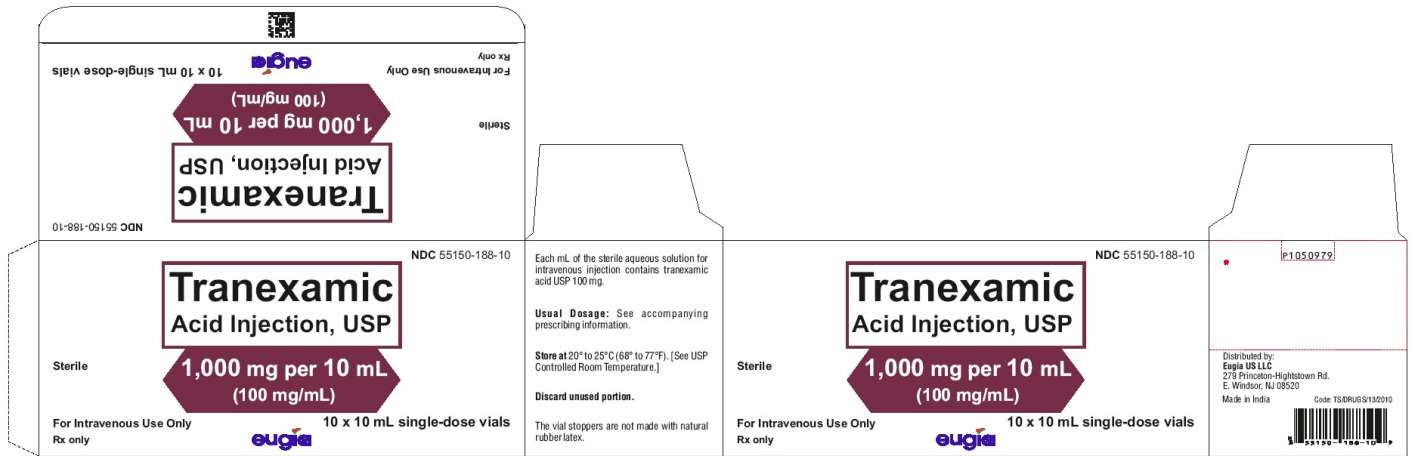 NDC 55150-188-10
Tranexamic
Acid Injection, USP
1,000 mg per 10 mL
(100 mg/mL)
Sterile
For Intravenous Use Only
Rx only
eugia
10 x 10 mL single-dose vials
NDC 55150-188-10
Tranexamic
Acid Injection, USP
Sterile
1,000 mg per 10 mL
(100 mg/mL)
For Intravenous Use Only
10 x 10 mL single-dose vials
Rx only
eugia
Each mL of the sterile aqueous solution for
intravenous injection contains tranexamic
acid USP 100 mg.
Usual Dosage: See accompanying
prescribing information.
Store at 20° to 25°C (68° to 77°F). [See USP
Controlled Room Temperature.]
Discard unused portion.
The vial stoppers are not made with natural
rubber latex.
NDC 55150-188-10
Tranexamic
Acid Injection, USP
Sterile
1,000 mg per 10 mL
(100 mg/mL)
For Intravenous Use Only
10 x 10 mL single-dose vials
Rx only
eugia
P1050979
Distributed by:
Eugia US LLC
279 Princeton-Hightstown Rd.
E. Windsor, NJ 08520
Made in India
Code: TS/DRUGS/13/2010
3 55150-188-10 9